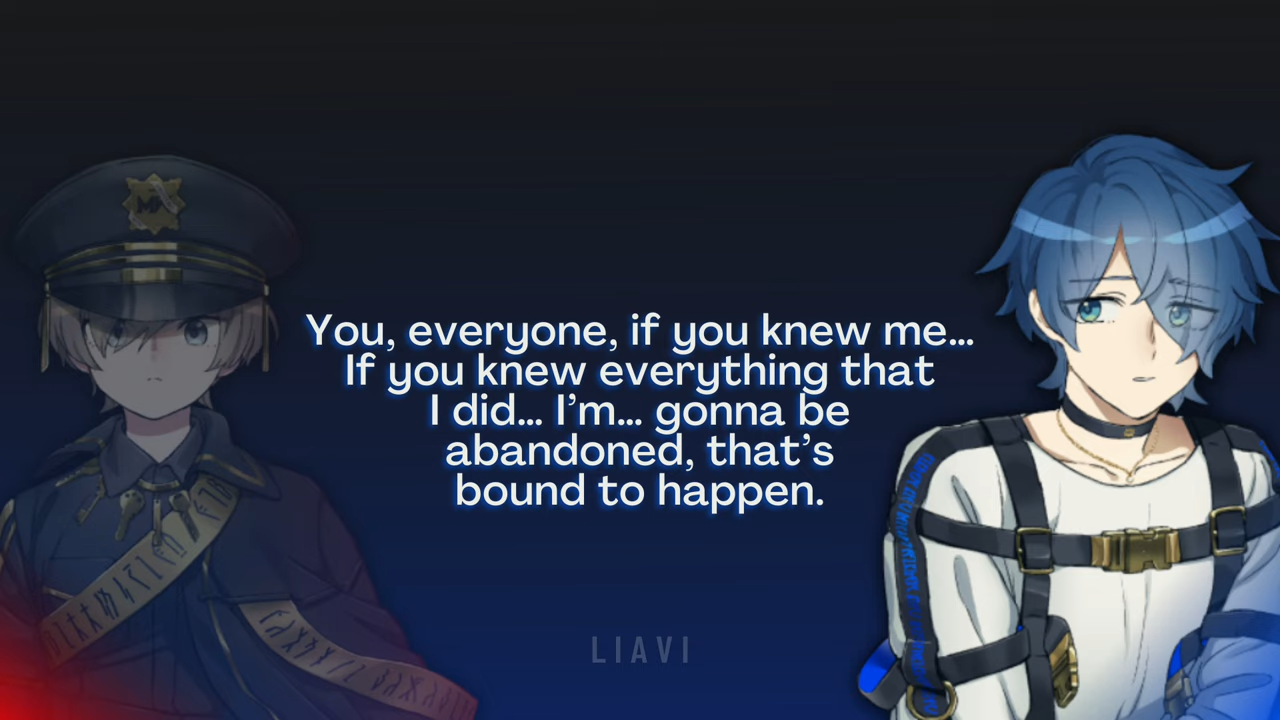 You, everyone, if you knew me...
If you knew everything that
I did... I'm... gonna be
abandoned, that's
bound to happen.
LIAVI